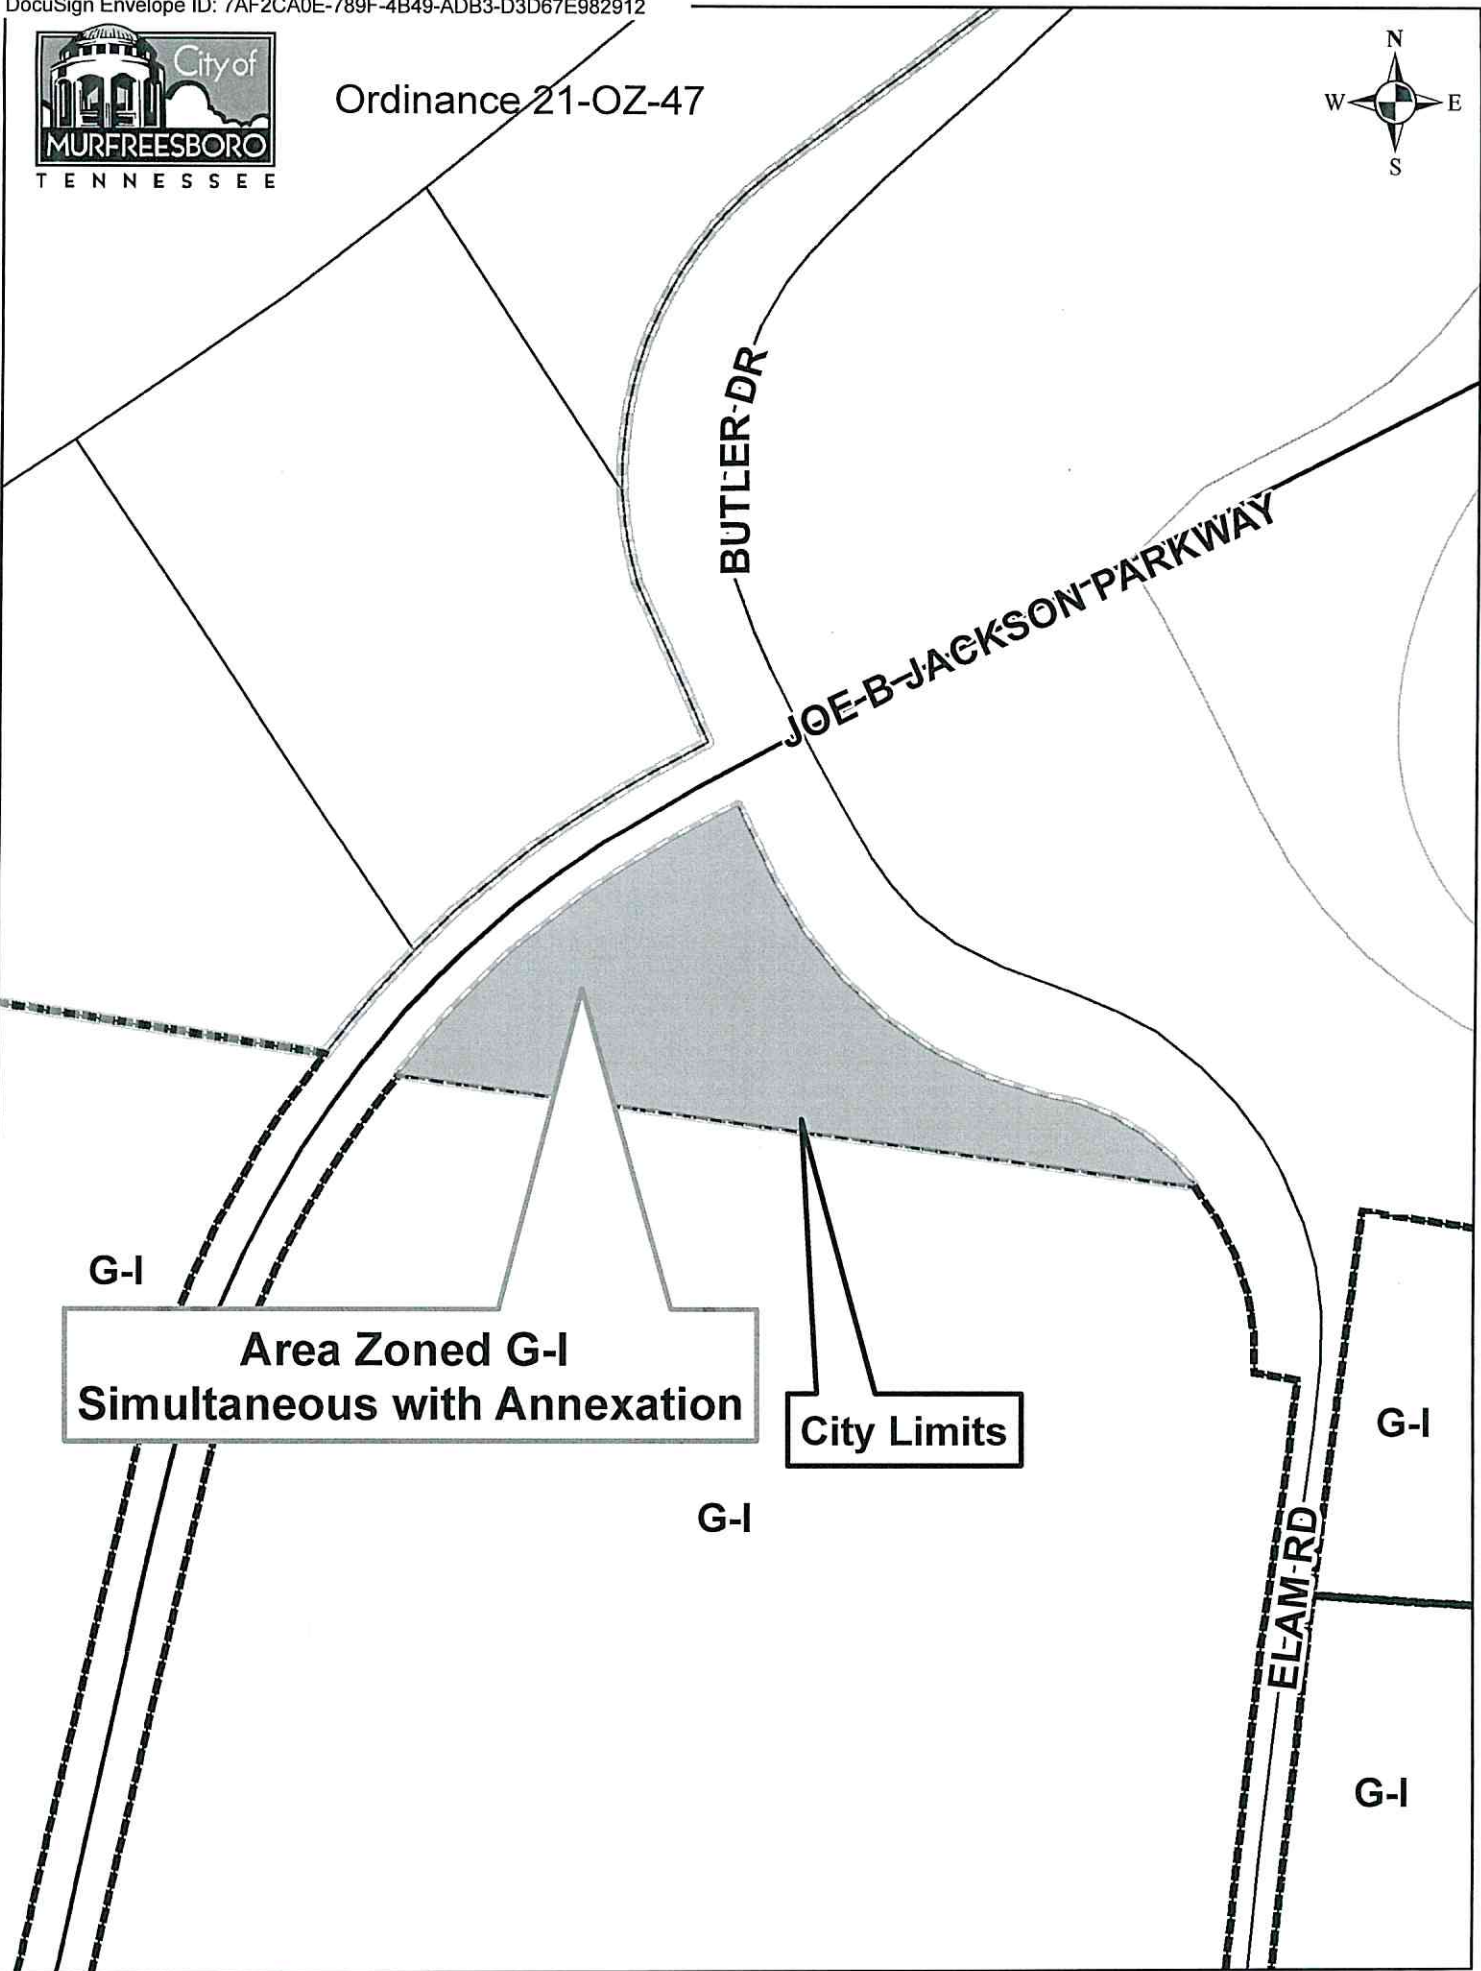 DocuSign Envelope ID: 7AF2CA0E-789F-4B49-ADB3-D3D67E982912
City of
MURFREESBORO
TENNESSEE
Ordinance 21-OZ-47
N
W E
S
BUTLER DR
JOE B JACKSON PARKWAY
G-I
Area Zoned G-I
Simultaneous with Annexation
City Limits
G-I
G-I
ELAM RD
G-I